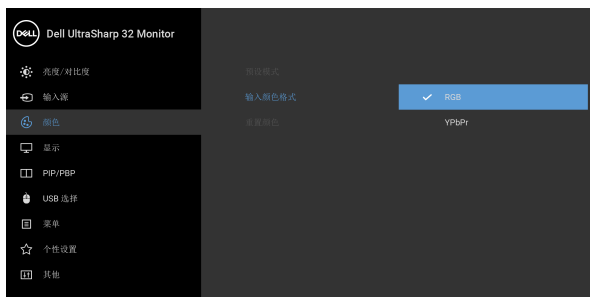 DELL Dell UltraSharp 32 Monitor
亮度/对比度
预设模式
输入源
输入颜色格式
✓ RGB
颜色
重置颜色
YPbPr
显示
PIP/PBP
USB 选择
菜单
个性设置
其他